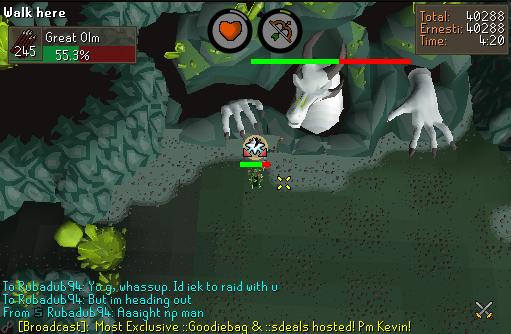 Walk here
245
Great Olm
55.3%
Total: 40288
Ernesti: 40288
Time: 4:20
To Rubadub94: Yo g, whassup. Id iek to raid with u
To Rubadub94: But im heading out
From S Rubadub94: Aaaight np man
[Broadcast]: Most Exclusive ::Goodiebag & ::sdeals hosted! Pm Kevin!